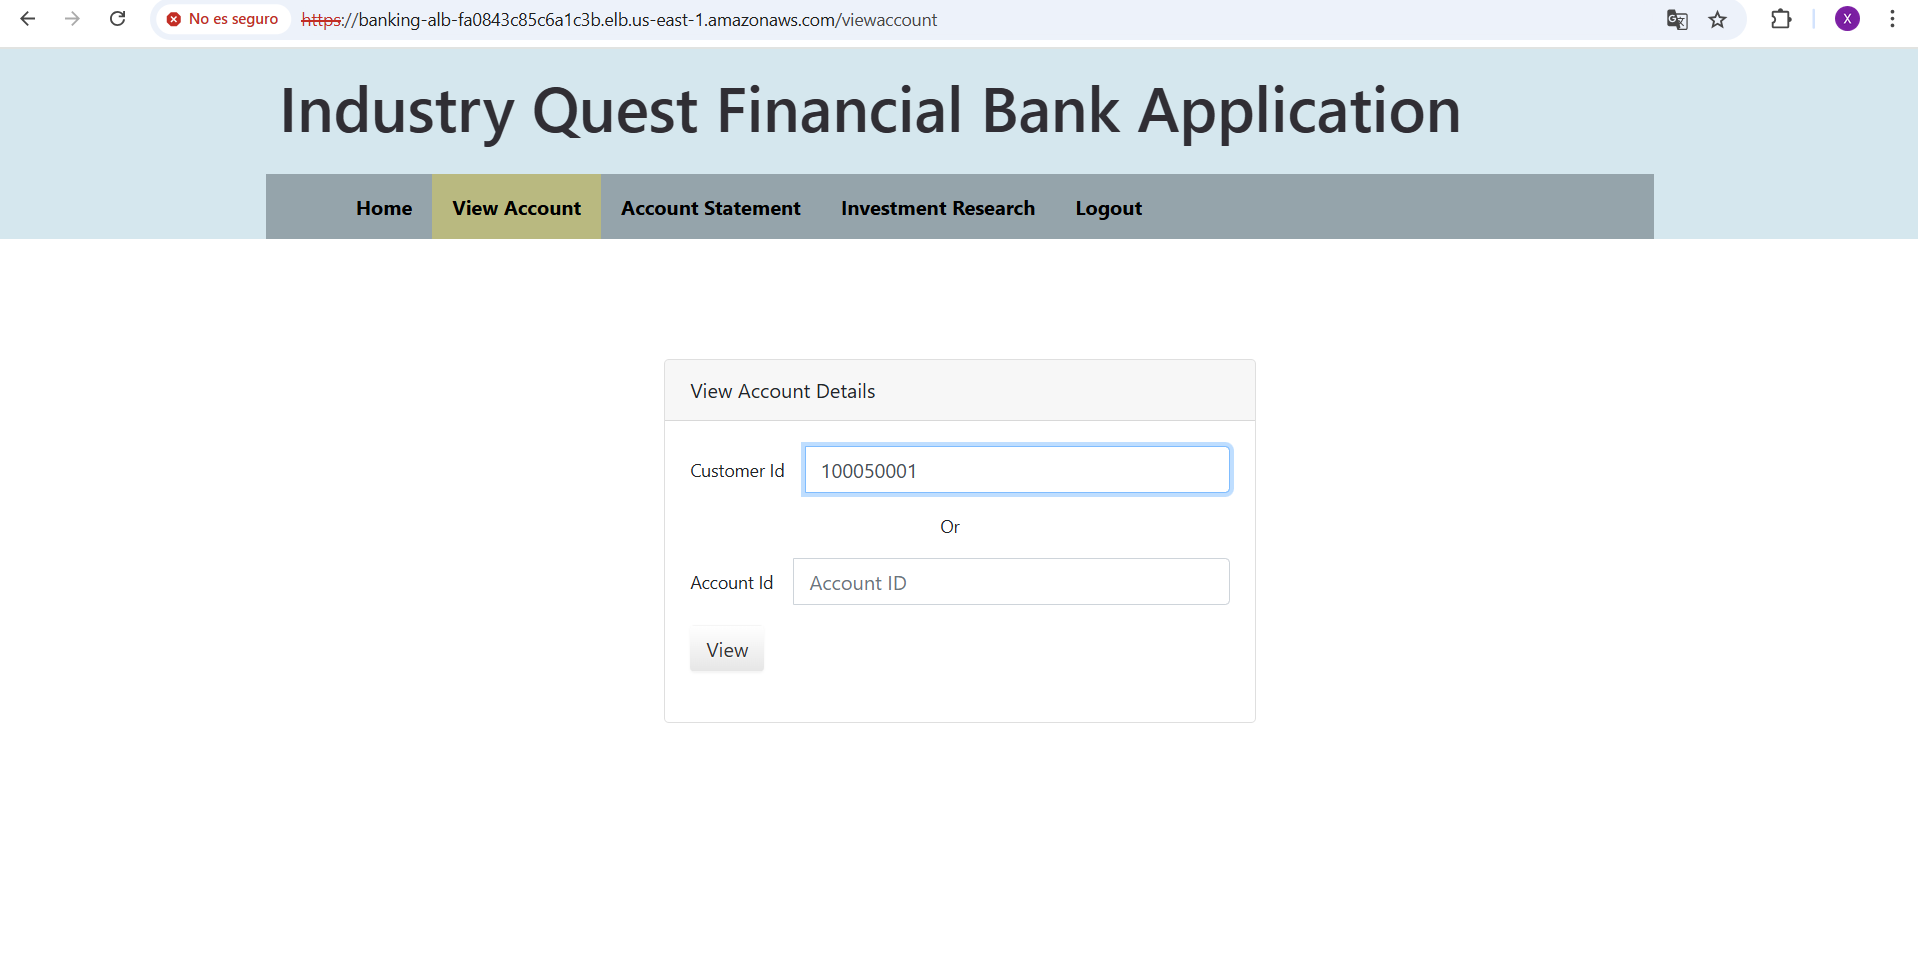 No es seguro https://banking-alb-fa0843c85c6a1c3b.elb.us-east-1.amazonaws.com/viewaccount X
Industry Quest Financial Bank Application
Home View Account Account Statement Investment Research Logout
View Account Details
Customer Id 100050001
Or
Account Id Account ID
View